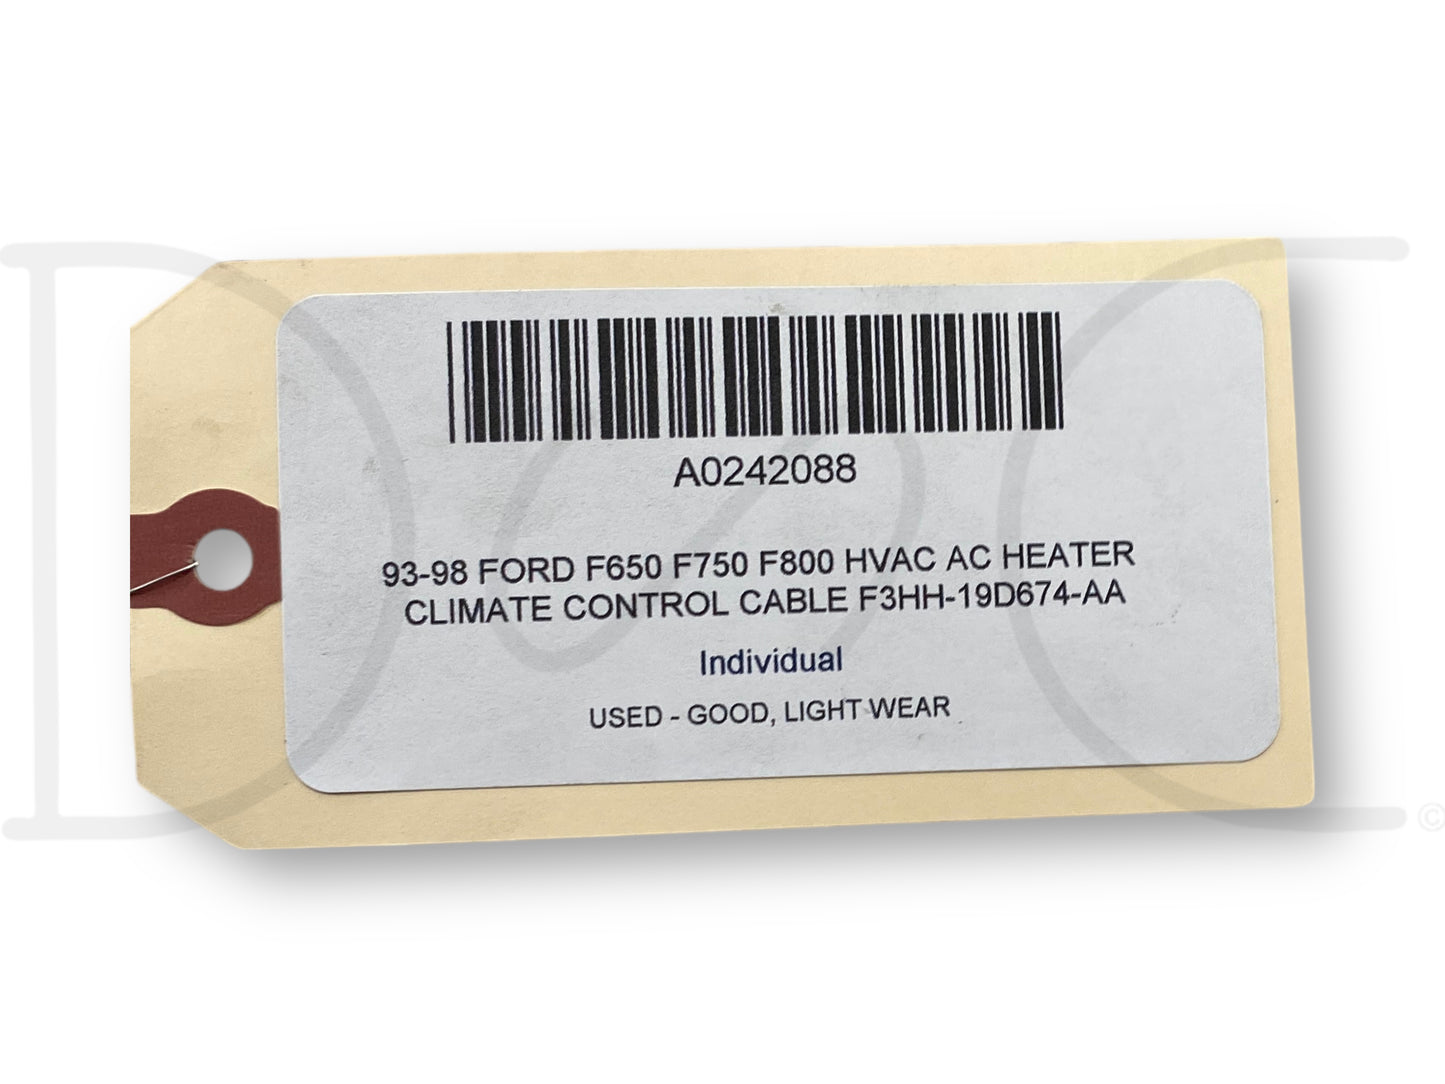 A0242088
93-98 FORD F650 F750 F800 HVAC AC HEATER
CLIMATE CONTROL CABLE F3HH-19D674-AA
Individual
USED - GOOD, LIGHT WEAR
D C
©